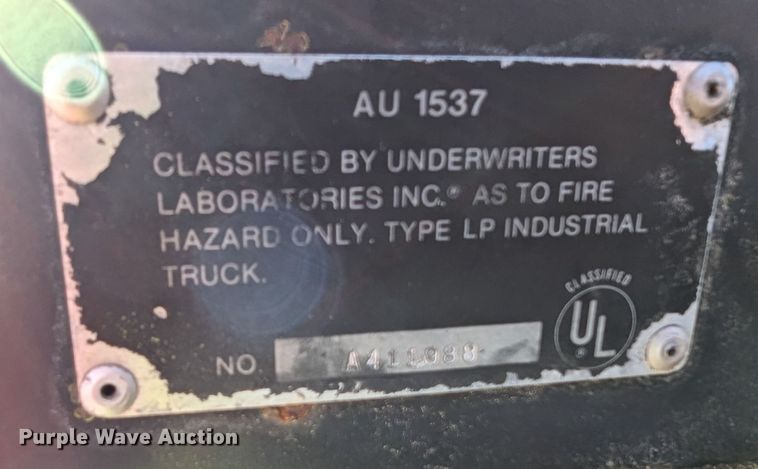 AU 1537
CLASSIFIED BY UNDERWRITERS
LABORATORIES INC.® AS TO FIRE
HAZARD ONLY. TYPE LP INDUSTRIAL
TRUCK.
CLASSIFIED
UL®
NO. A411088
Purple Wave Auction